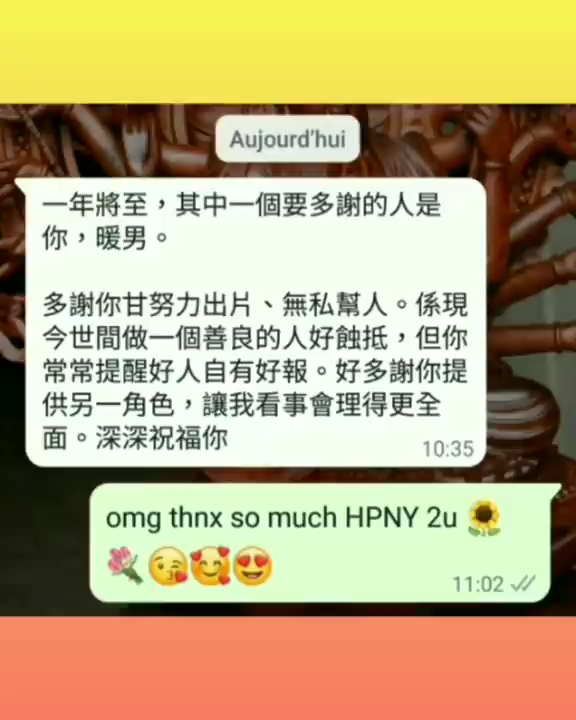 Aujourd'hui
一年將至，其中一個要多謝的人是
你，暖男。
多謝你甘努力出片、無私幫人。係現
今世間做一個善良的人好蝕抵，但你
常常提醒好人自有好報。好多謝你提
供另一角色，讓我看事會理得更全
面。深深祝福你
10:35
omg thnx so much HPNY 2u 🌻
💐😘🥰😍
11:02